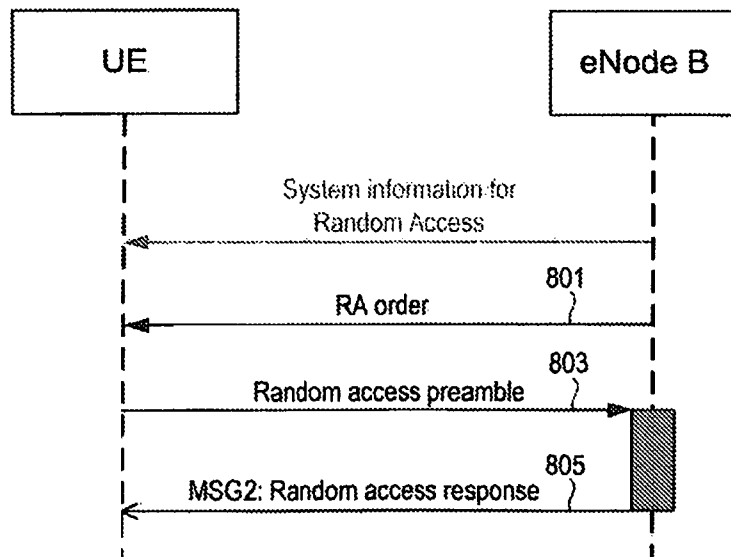 UE
eNode B
System information for
Random Access
801
RA order
803
Random access preamble
805
MSG2: Random access response